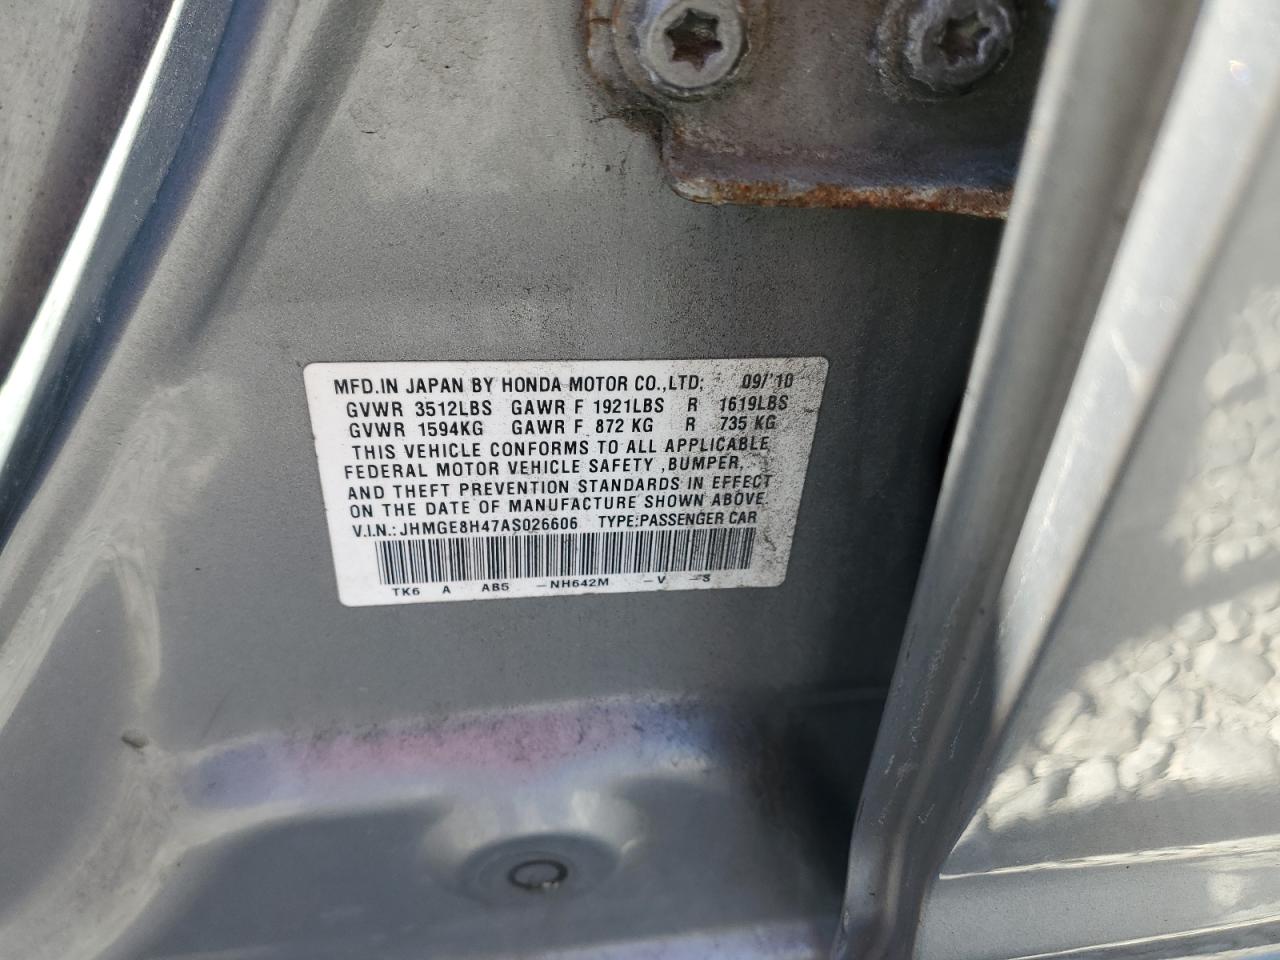 MFD.IN JAPAN BY HONDA MOTOR CO.,LTD; 09/'10
GVWR 3512LBS GAWR F 1921LBS R 1619LBS
GVWR 1594KG GAWR F 872 KG R 735 KG
THIS VEHICLE CONFORMS TO ALL APPLICABLE
FEDERAL MOTOR VEHICLE SAFETY ,BUMPER,
AND THEFT PREVENTION STANDARDS IN EFFECT
ON THE DATE OF MANUFACTURE SHOWN ABOVE.
V.I.N.:JHMGE8H47AS026606 TYPE:PASSENGER CAR
TK6 A AB5 -NH642M -V -S